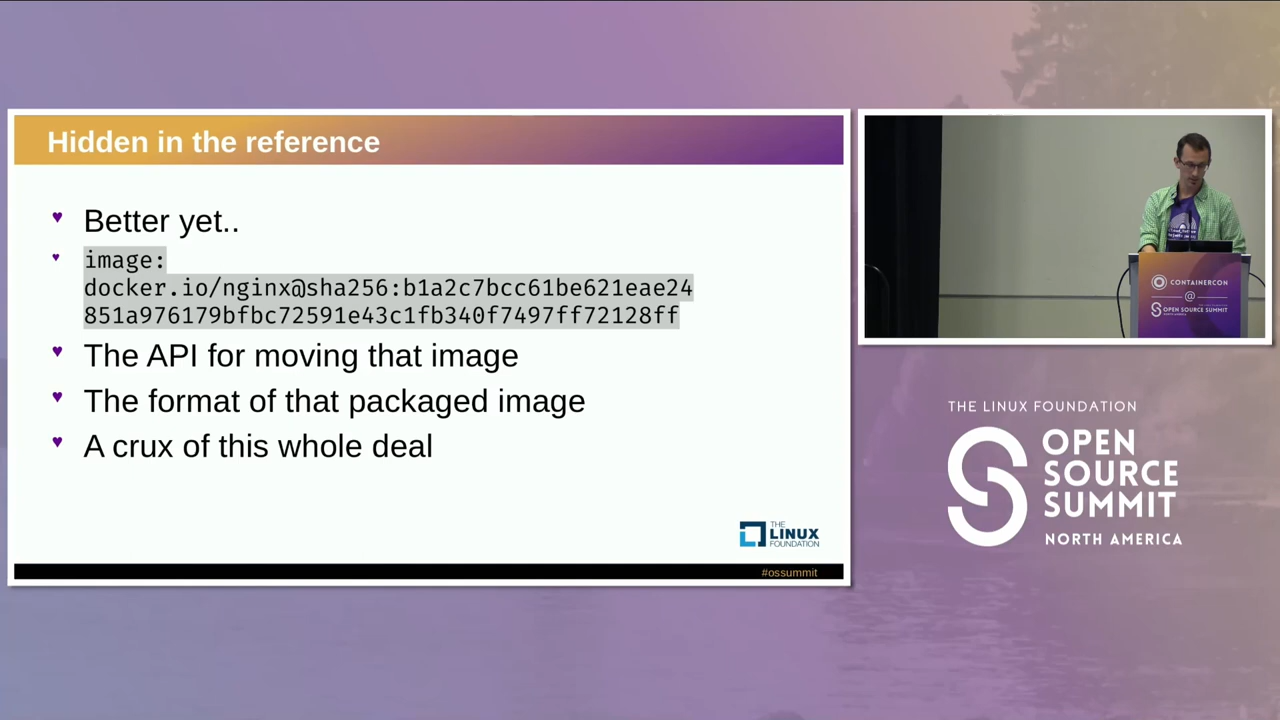 Hidden in the reference
Better yet..
image:
docker.io/nginx@sha256:b1a2c7bcc61be621eae24
851a976179bfbc72591e43c1fb340f7497ff72128ff
The API for moving that image
The format of that packaged image
A crux of this whole deal
THE
LINUX
FOUNDATION
#ossummit
CONTAINERCON
@
OPEN SOURCE SUMMIT
NORTH AMERICA
THE LINUX FOUNDATION
OPEN
SOURCE
SUMMIT
NORTH AMERICA